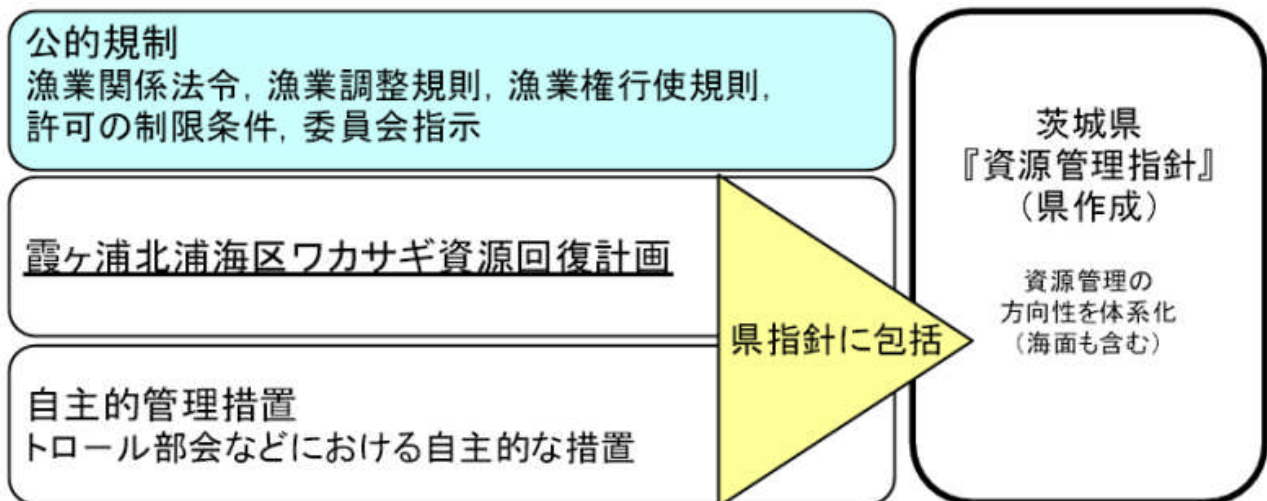 公的規制
漁業関係法令, 漁業調整規則, 漁業権行使規則,
許可の制限条件, 委員会指示
霞ヶ浦北浦海区ワカサギ資源回復計画
自主的管理措置
トロール部会などにおける自主的な措置
県指針に包括
茨城県
『資源管理指針』
（県作成）
資源管理の
方向性を体系化
（海面も含む）